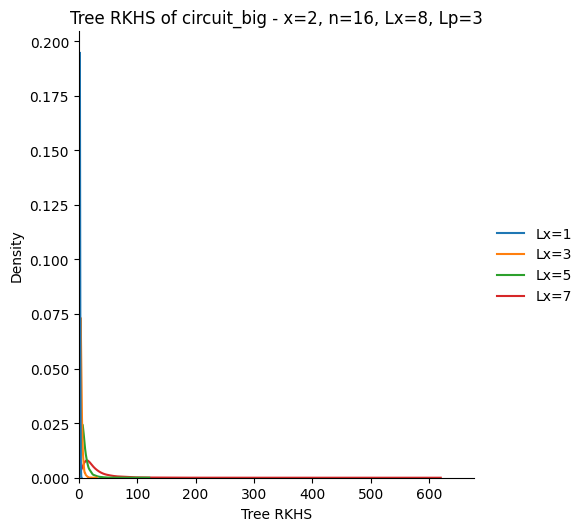 Tree RKHS of circuit_big - x=2, n=16, Lx=8, Lp=3
0.200
0.175
0.150
0.125
0.100
0.075
0.050
0.025
0.000
Density
0 100 200 300 400 500 600
Tree RKHS
Lx=1
Lx=3
Lx=5
Lx=7